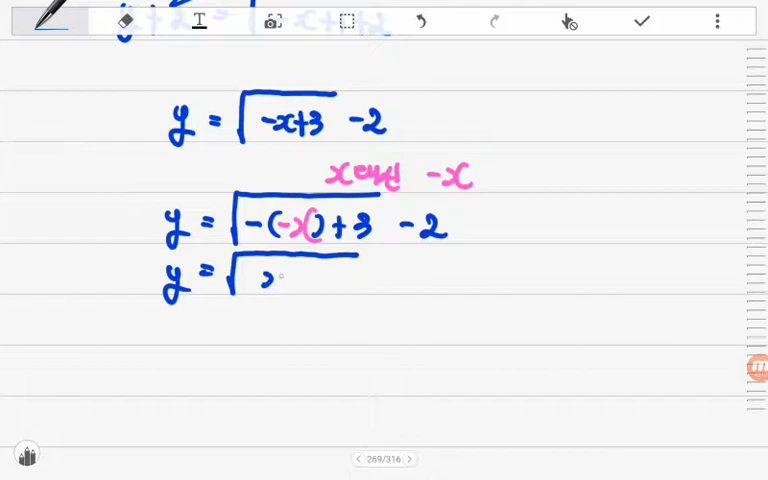 y = √-x+3 -2
x대신 -x
y = √-(-x)+3 -2
y = √x
269/316